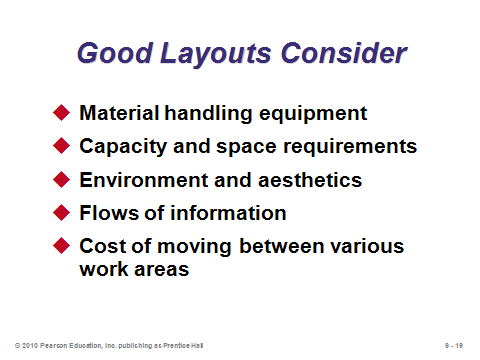 Good Layouts Consider
Material handling equipment
Capacity and space requirements
Environment and aesthetics
Flows of information
Cost of moving between various
work areas
© 2010 Pearson Education, Inc. publishing as Prentice Hall
9 - 19